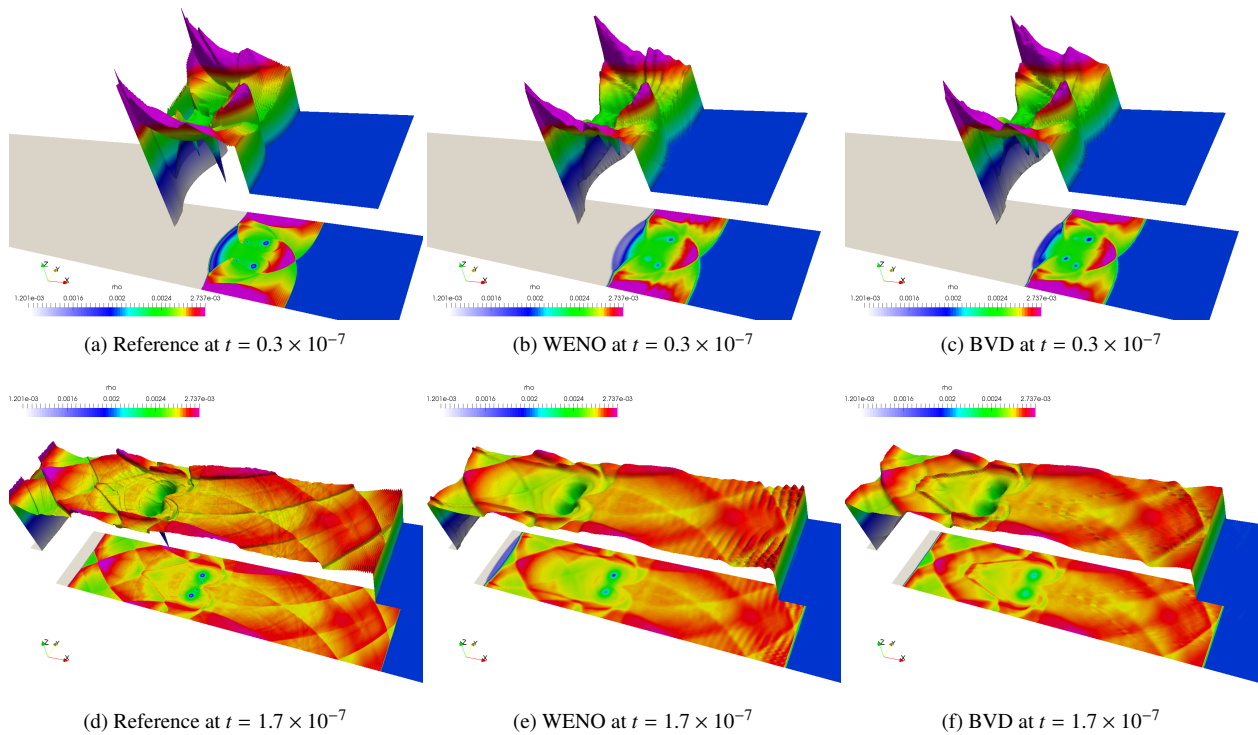 Z Y X
rho
1.201e-03 0.0016 0.002 0.0024 2.737e-03
Z Y X
rho
1.201e-03 0.0016 0.002 0.0024 2.737e-03
Z Y X
rho
1.201e-03 0.0016 0.002 0.0024 2.737e-03
(a) Reference at t = 0.3 × 10⁻⁷
(b) WENO at t = 0.3 × 10⁻⁷
(c) BVD at t = 0.3 × 10⁻⁷
rho
1.201e-03 0.0016 0.002 0.0024 2.737e-03
rho
1.201e-03 0.0016 0.002 0.0024 2.737e-03
rho
1.201e-03 0.0016 0.002 0.0024 2.737e-03
Z Y X
Z Y X
Z Y X
(d) Reference at t = 1.7 × 10⁻⁷
(e) WENO at t = 1.7 × 10⁻⁷
(f) BVD at t = 1.7 × 10⁻⁷